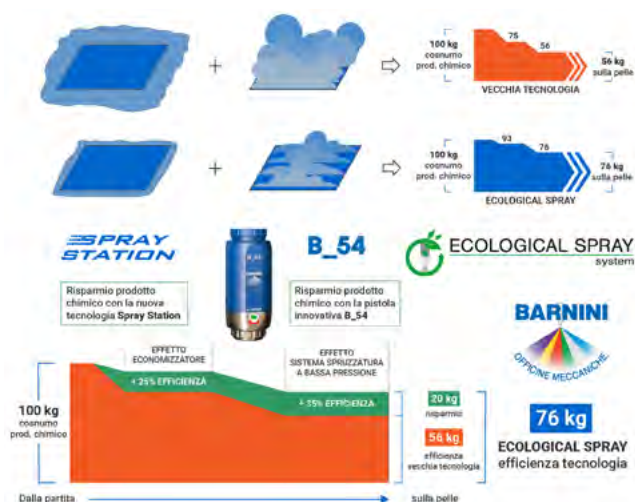 75
56
100 kg
cosnumo
prod. chimico
56 kg
sulla pelle
VECCHIA TECNOLOGIA
93
76
100 kg
cosnumo
prod. chimico
76 kg
sulla pelle
ECOLOGICAL SPRAY
SPRAY
STATION
B_54
ECOLOGICAL SPRAY
system
Risparmio prodotto
chimico con la nuova
tecnologia Spray Station
Risparmio prodotto
chimico con la pistola
innovativa B_54
BARNINI
OFFICINE MECCANICHE
EFFETTO
ECONOMIZZATORE
EFFETTO
SISTEMA SPRUZZATURA
A BASSA PRESSIONE
+ 25% EFFICIENZA
+ 35% EFFICIENZA
100 kg
cosnumo
prod. chimico
20 kg
risparmio
56 kg
efficienza
vecchia tecnologia
76 kg
ECOLOGICAL SPRAY
efficienza tecnologia
Dalla partita
sulla pelle